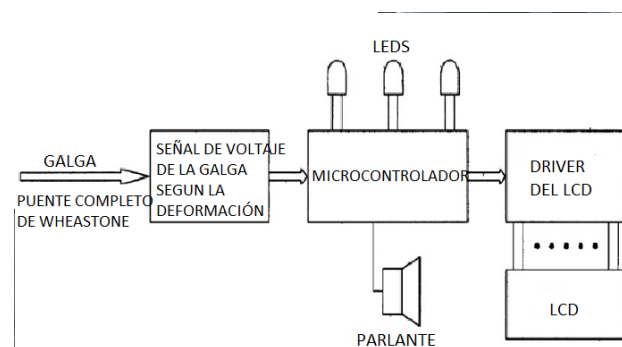 LEDS
GALGA
PUENTE COMPLETO
DE WHEASTONE
SEÑAL DE VOLTAJE
DE LA GALGA
SEGUN LA
DEFORMACIÓN
MICROCONTROLADOR
DRIVER
DEL LCD
LCD
PARLANTE